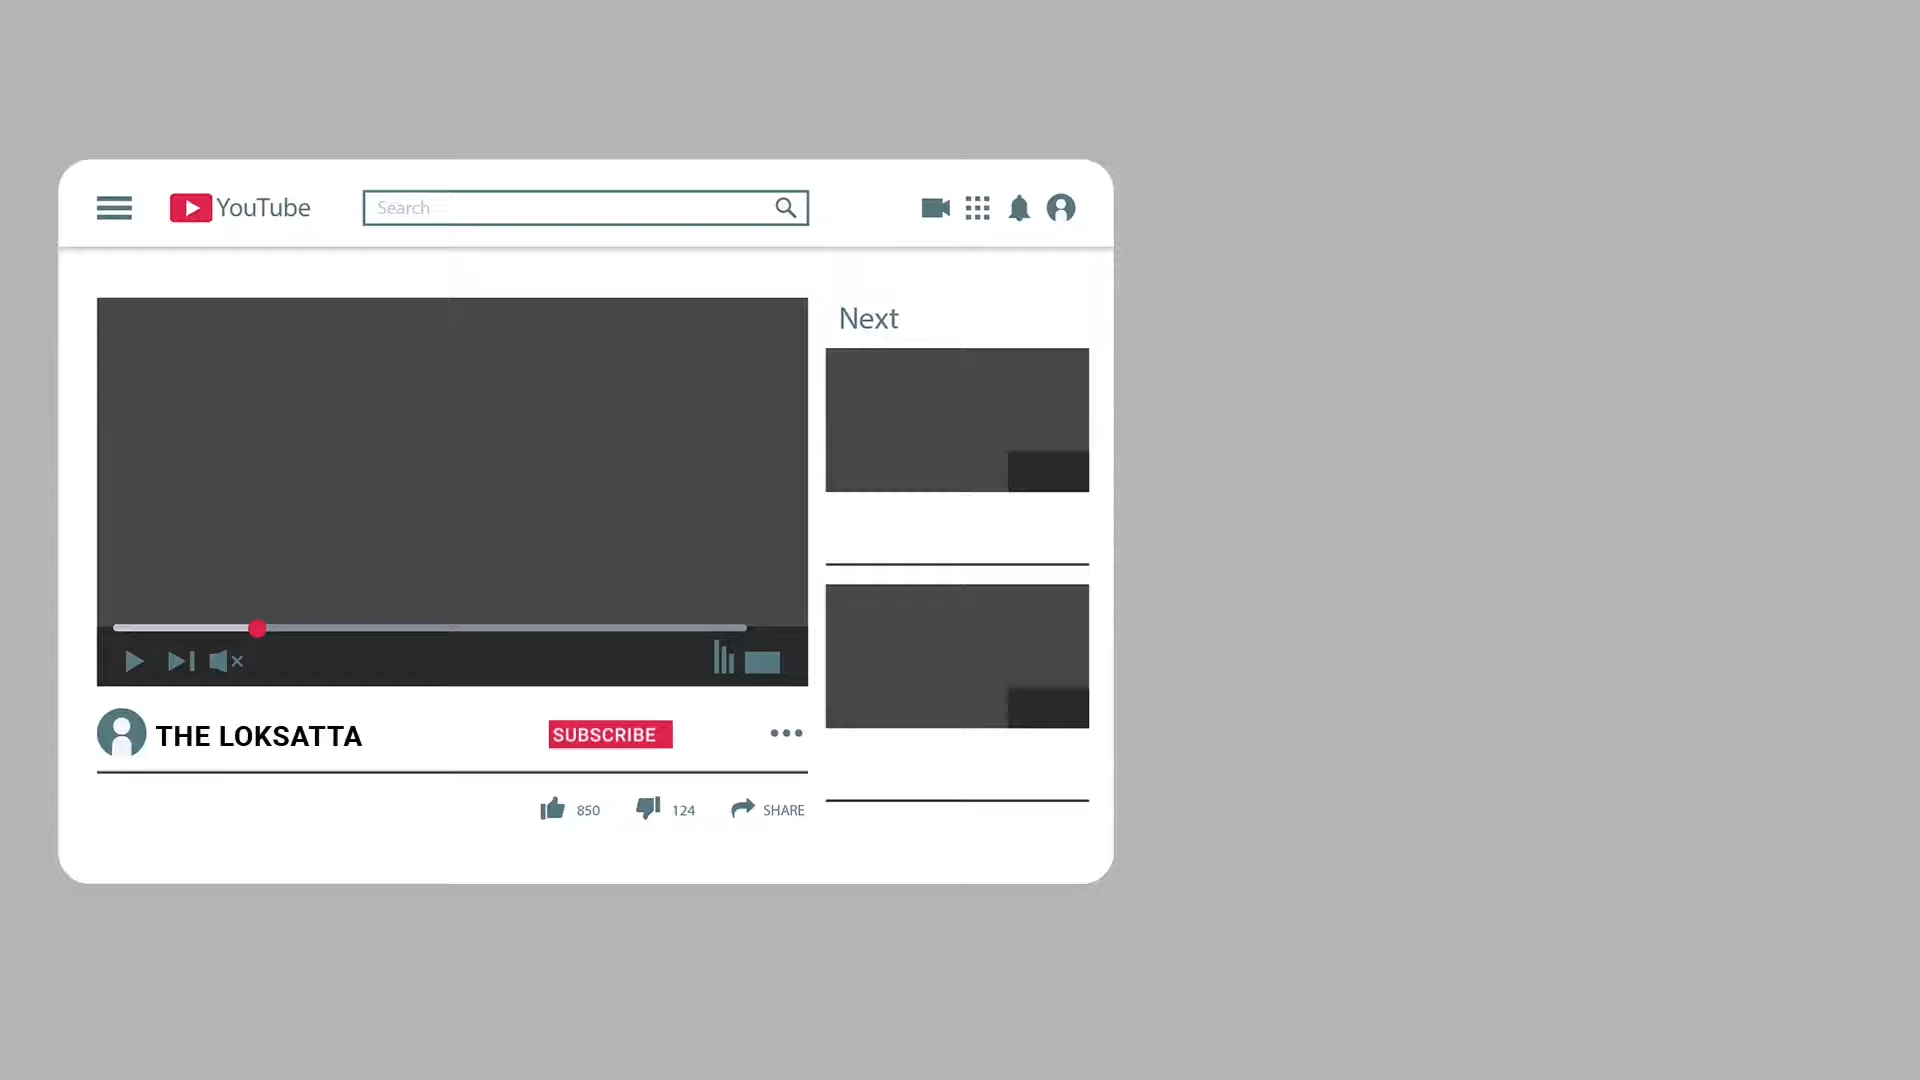 YouTube
Search
Next
THE LOKSATTA
SUBSCRIBE
850
124
SHARE